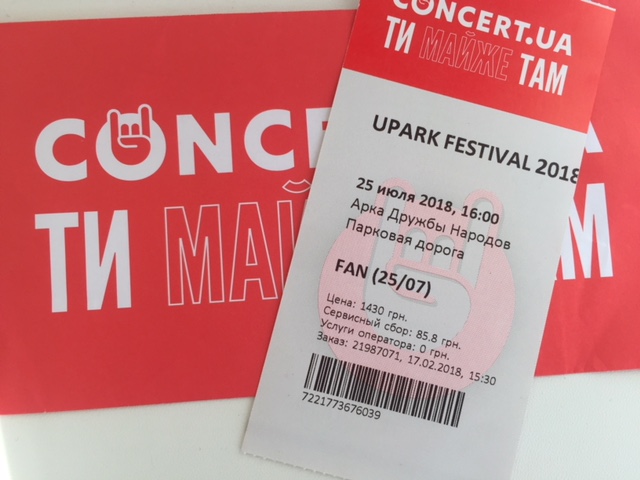 CONCERT.UA
ТИ МАЙЖЕ ТАМ
UPARK FESTIVAL 2018
25 июля 2018, 16:00
Арка Дружбы Народов
Парковая дорога
FAN (25/07)
Цена: 1430 грн.
Сервисный сбор: 85.8 грн.
Услуги оператора: 0 грн.
Заказ: 21987071, 17.02.2018, 15:30
7221773676039
CONCE
ТИ МАЙ АМ